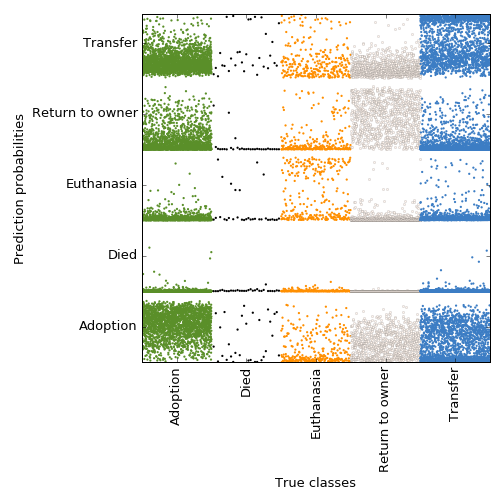 Transfer
Return to owner
Euthanasia
Died
Adoption
Prediction probabilities
Adoption
Died
Euthanasia
Return to owner
Transfer
True classes